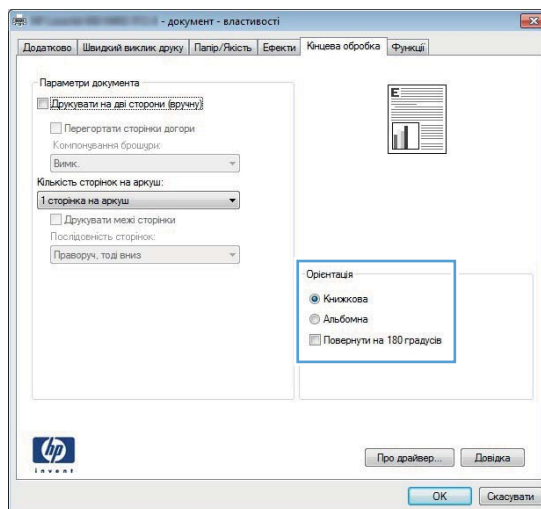 - документ - властивості
Додатково Швидкий виклик друку Папір/Якість Ефекти Кінцева обробка Функції
Параметри документа
Друкувати на дві сторони (вручну)
Перегортати сторінки догори
Компонування брошури:
Вимк.
Кількість сторінок на аркуш:
1 сторінка на аркуш
Друкувати межі сторінки
Послідовність сторінок:
Праворуч, тоді вниз
E
Орієнтація
Книжкова
Альбомна
Повернути на 180 градусів
hp
invent
Про драйвер... Довідка
OK Скасувати